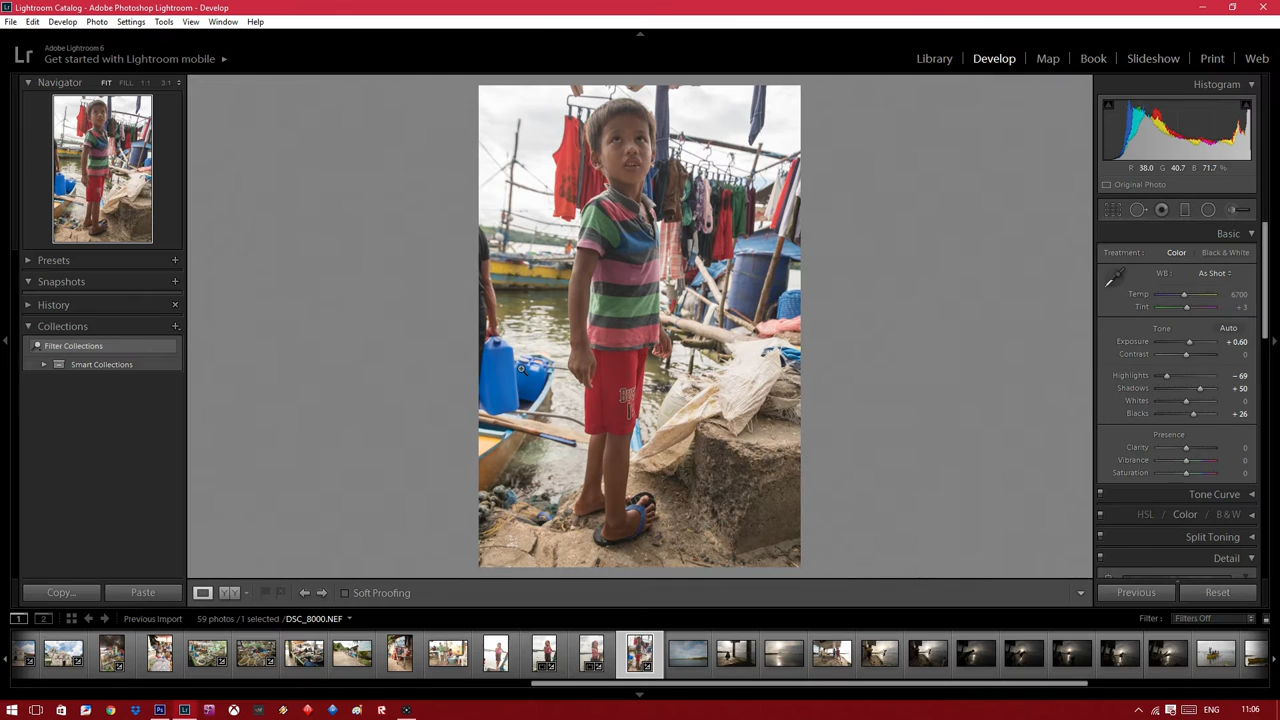 Lightroom Catalog - Adobe Photoshop Lightroom - Develop
File Edit Develop Photo Settings Tools View Window Help
Lr Adobe Lightroom 6
Get started with Lightroom mobile
Library Develop Map Book Slideshow Print Web
Navigator FIT FILL 1:1 3:1
Presets
Snapshots
History
Collections
Filter Collections
Smart Collections
Copy... Paste
Histogram
R 38.0 G 40.7 B 71.7 %
Original Photo
Basic
Treatment: Color Black & White
WB: As Shot
Temp 6700
Tint + 3
Tone Auto
Exposure + 0.60
Contrast 0
Highlights − 69
Shadows + 50
Whites 0
Blacks + 26
Presence
Clarity 0
Vibrance 0
Saturation 0
Tone Curve
HSL / Color / B & W
Split Toning
Detail
Previous Reset
Y Y Soft Proofing
1 2 Previous Import 59 photos / 1 selected / DSC_8000.NEF Filter: Filters Off
Ps Lr R ENG 11:06